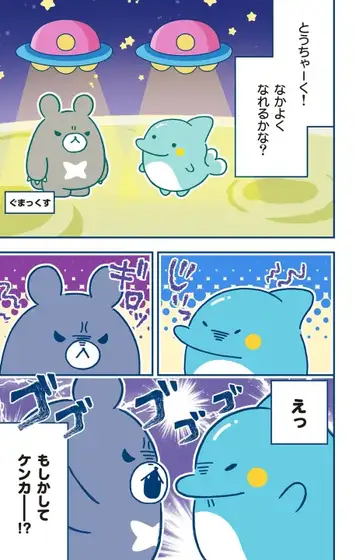 とうちゃーく！
なかよく
なれるかな？
ぐまっくす
じいっ
ギロッ
えっ
ゴゴゴ
もしかして
ケンカ──!?